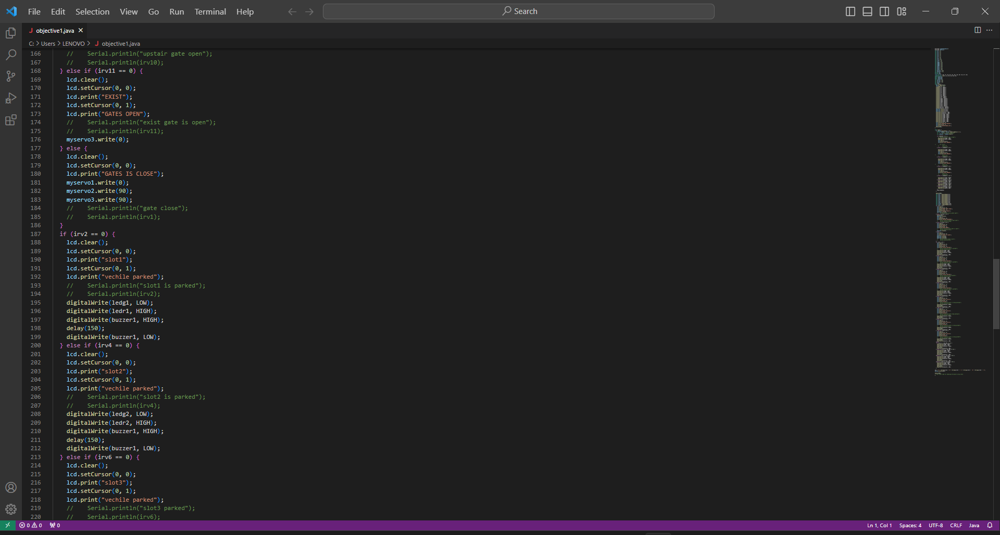 File Edit Selection View Go Run Terminal Help Search
objective1.java
C: > Users > LENOVO > objective1.java
166 //    Serial.println("upstair gate open");
167 //    Serial.println(irv10);
168 } else if (irv11 == 0) {
169 lcd.clear();
170 lcd.setCursor(0, 0);
171 lcd.print("EXIST");
172 lcd.setCursor(0, 1);
173 lcd.print("GATES OPEN");
174 //    Serial.println("exist gate is open");
175 //    Serial.println(irv11);
176 myservo3.write(0);
177 } else {
178 lcd.clear();
179 lcd.setCursor(0, 0);
180 lcd.print("GATES IS CLOSE");
181 myservo1.write(0);
182 myservo2.write(90);
183 myservo3.write(90);
184 //    Serial.println("gate close");
185 //    Serial.println(irv1);
186 }
187 if (irv2 == 0) {
188 lcd.clear();
189 lcd.setCursor(0, 0);
190 lcd.print("slot1");
191 lcd.setCursor(0, 1);
192 lcd.print("vechile parked");
193 //    Serial.println("slot1 is parked");
194 //    Serial.println(irv2);
195 digitalWrite(ledg1, LOW);
196 digitalWrite(ledr1, HIGH);
197 digitalWrite(buzzer1, HIGH);
198 delay(150);
199 digitalWrite(buzzer1, LOW);
200 } else if (irv4 == 0) {
201 lcd.clear();
202 lcd.setCursor(0, 0);
203 lcd.print("slot2");
204 lcd.setCursor(0, 1);
205 lcd.print("vechile parked");
206 //    Serial.println("slot2 is parked");
207 //    Serial.println(irv4);
208 digitalWrite(ledg2, LOW);
209 digitalWrite(ledr2, HIGH);
210 digitalWrite(buzzer1, HIGH);
211 delay(150);
212 digitalWrite(buzzer1, LOW);
213 } else if (irv6 == 0) {
214 lcd.clear();
215 lcd.setCursor(0, 0);
216 lcd.print("slot3");
217 lcd.setCursor(0, 1);
218 lcd.print("vechile parked");
219 //    Serial.println("slot3 parked");
220 //    Serial.println(irv6);
0 0 0 Ln 1, Col 1 Spaces: 4 UTF-8 CRLF Java